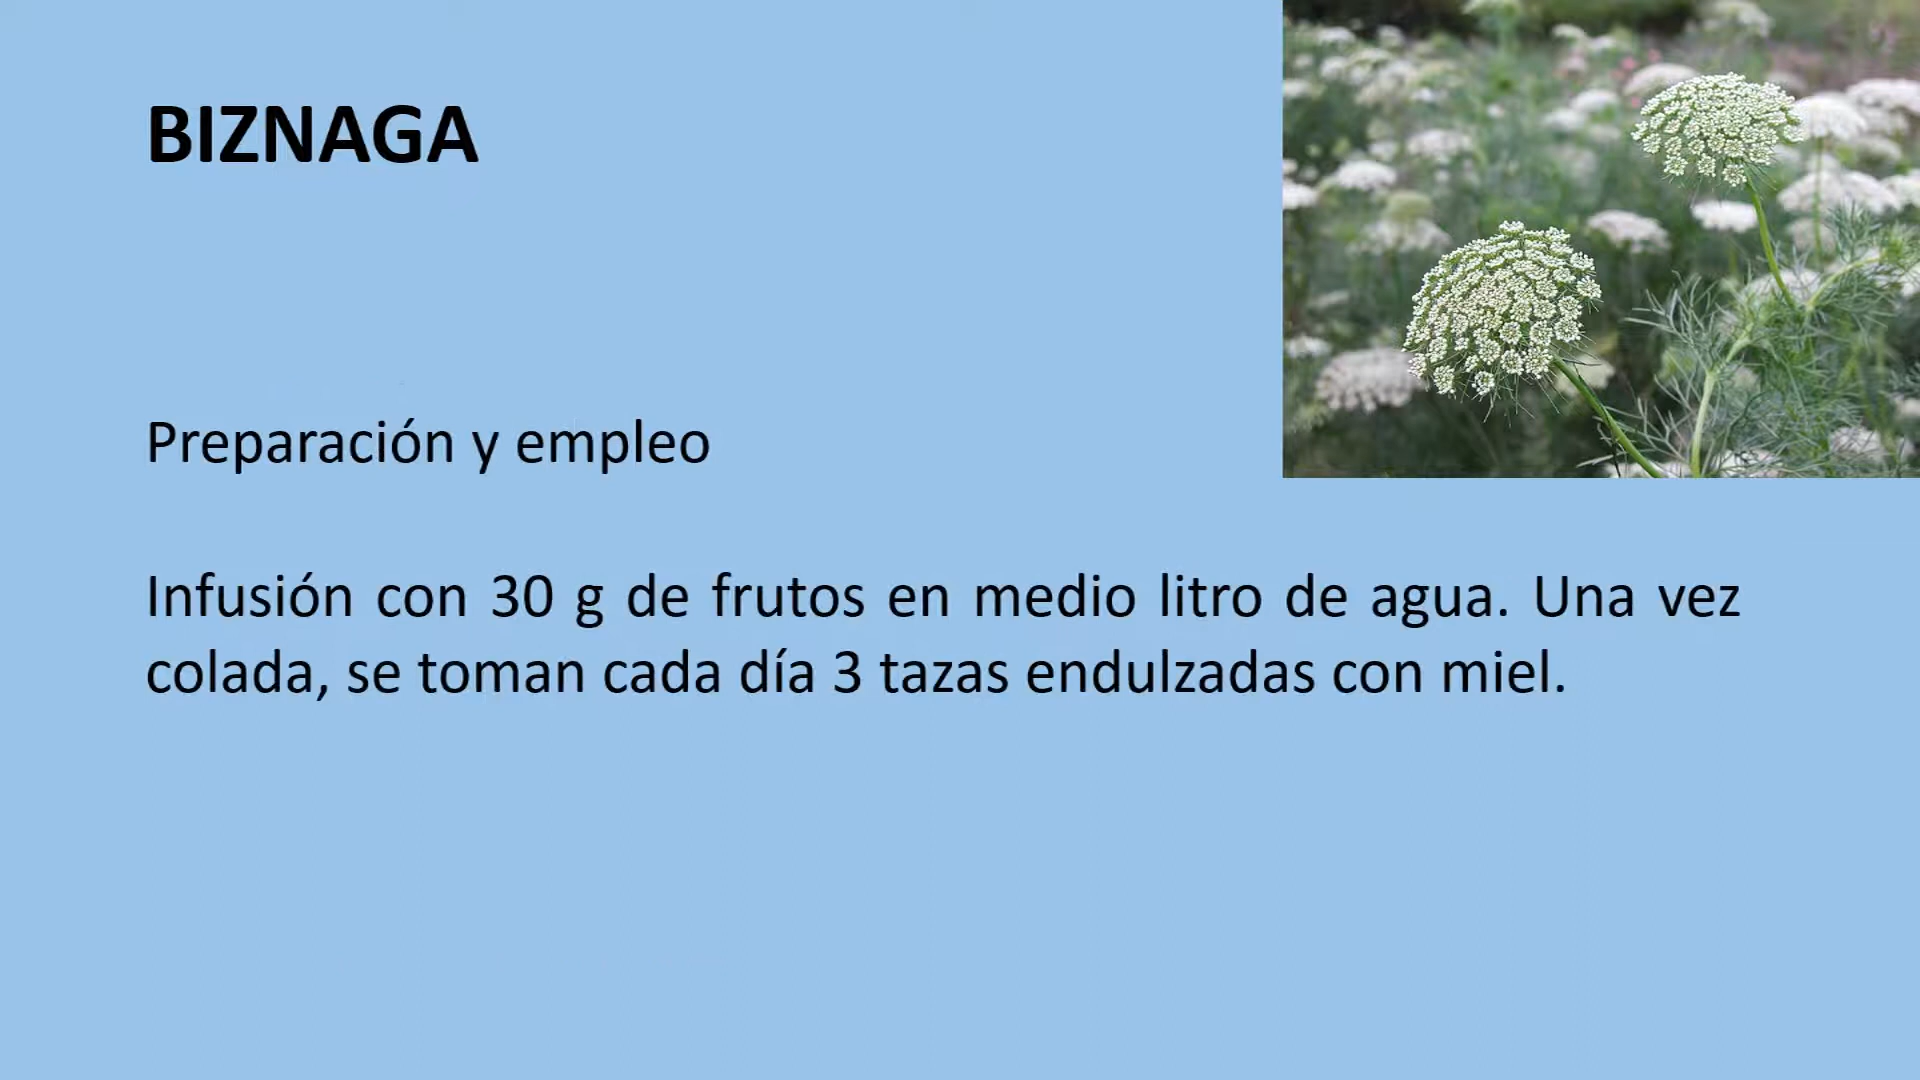 BIZNAGA
Preparación y empleo
Infusión con 30 g de frutos en medio litro de agua. Una vez
colada, se toman cada día 3 tazas endulzadas con miel.